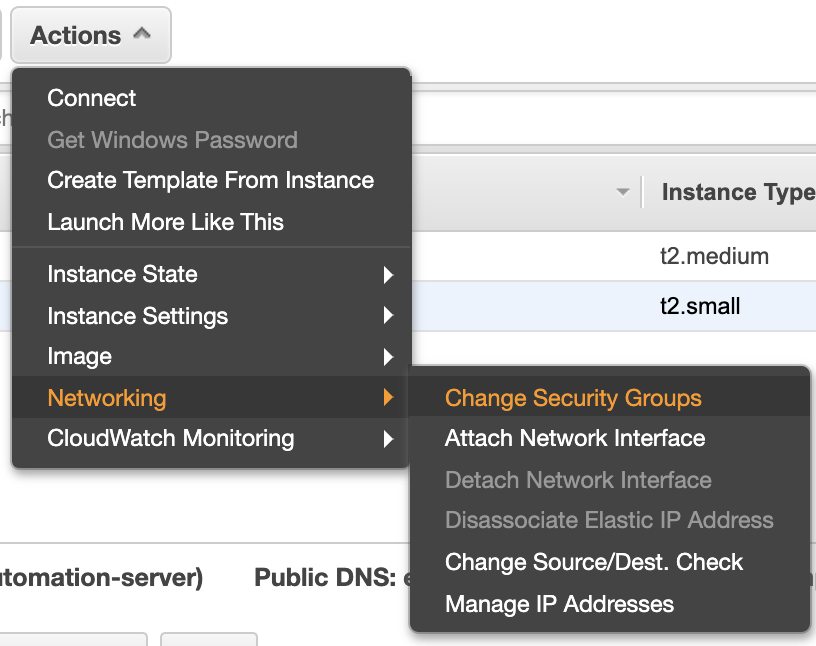 Actions
Connect
Get Windows Password
Create Template From Instance
Launch More Like This
Instance Type
t2.medium
Instance State
Instance Settings
t2.small
Image
Networking
Change Security Groups
CloudWatch Monitoring
Attach Network Interface
Detach Network Interface
Disassociate Elastic IP Address
Change Source/Dest. Check
utomation-server) Public DNS: e
Manage IP Addresses